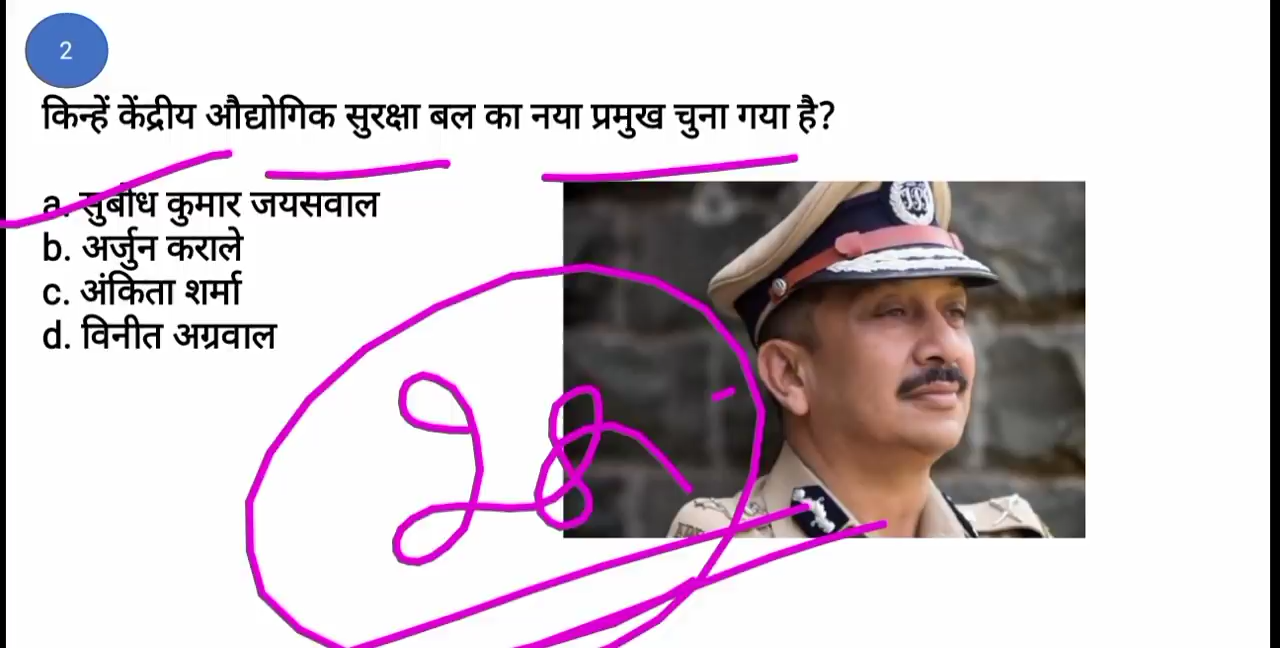 2
किन्हें केंद्रीय औद्योगिक सुरक्षा बल का नया प्रमुख चुना गया है?
a. सुबोध कुमार जयसवाल
b. अर्जुन कराले
c. अंकिता शर्मा
d. विनीत अग्रवाल